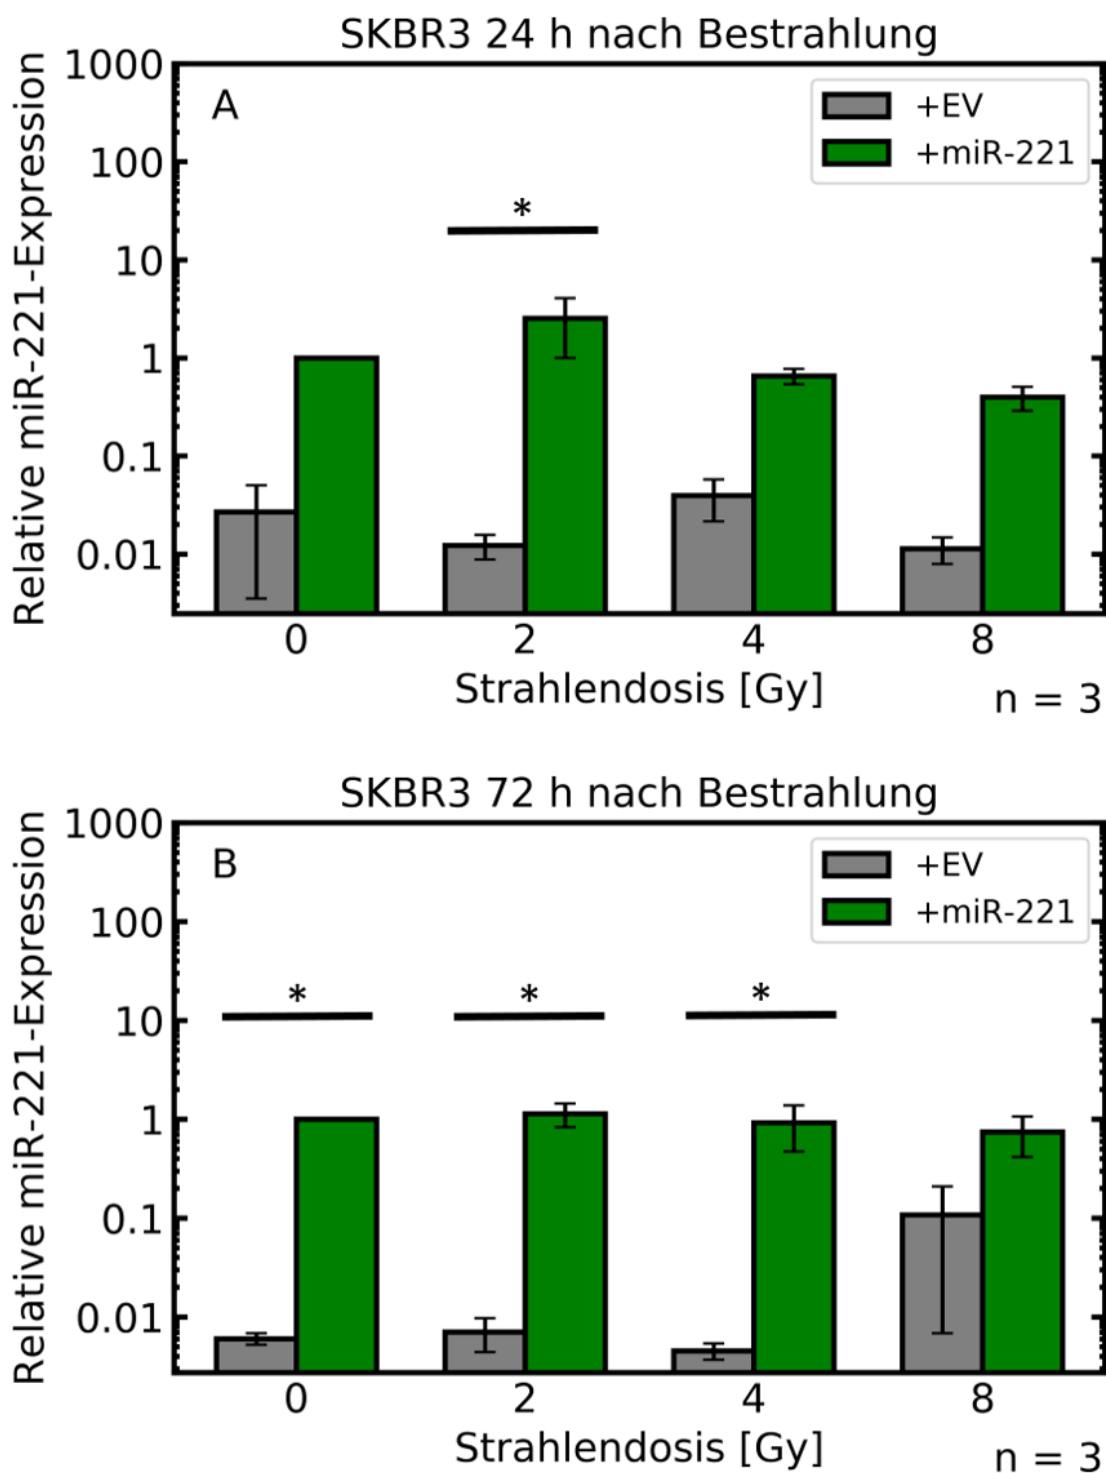 SKBR3 24 h nach Bestrahlung
Relative miR-221-Expression
1000
100
10
1
0.1
0.01
A
+EV
+miR-221
*
0 2 4 8
Strahlendosis [Gy]
n = 3
SKBR3 72 h nach Bestrahlung
Relative miR-221-Expression
1000
100
10
1
0.1
0.01
B
+EV
+miR-221
* * *
0 2 4 8
Strahlendosis [Gy]
n = 3